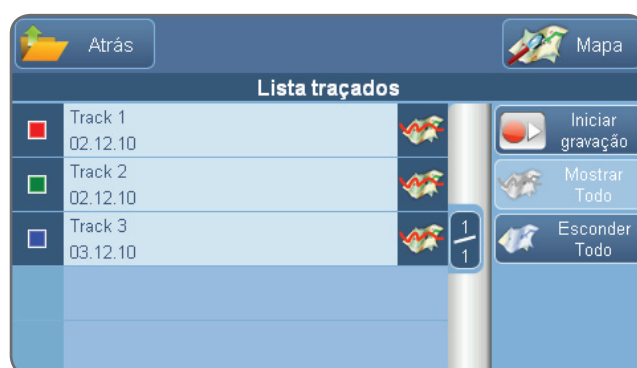 Atrás
Mapa
Lista traçados
Track 1
02.12.10
Track 2
02.12.10
Track 3
03.12.10
1
1
Iniciar
gravação
Mostrar
Todo
Esconder
Todo